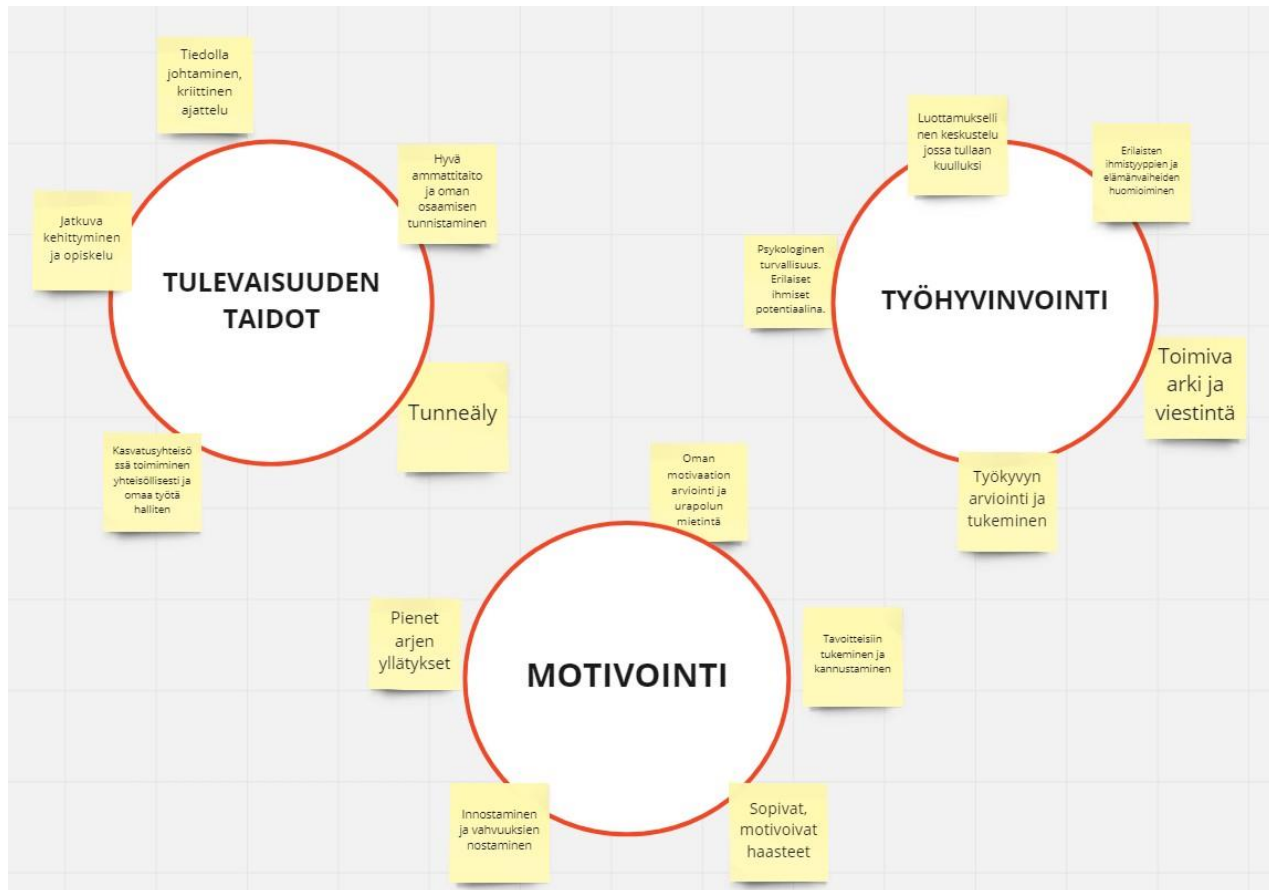 Tiedolla
johtaminen,
kriittinen
ajattelu
Hyvä
ammattitaito
ja oman
osaamisen
tunnistaminen
Jatkuva
kehittyminen
ja opiskelu
TULEVAISUUDEN
TAIDOT
Tunneäly
Kasvatusyhteisö
ssä toimiminen
yhteisöllisesti ja
omaa työtä
halliten
Luottamukselli
nen keskustelu
jossa tullaan
kuulluksi
Erilaisten
ihmistyyppien ja
elämänvaiheiden
huomioiminen
Psykologinen
turvallisuus.
Erilaiset
ihmiset
potentiaalina.
TYÖHYVINVOINTI
Toimiva
arki ja
viestintä
Työkyvyn
arviointi ja
tukeminen
Oman
motivaation
arviointi ja
urapolun
mietintä
Pienet
arjen
yllätykset
MOTIVOINTI
Tavoitteisiin
tukeminen ja
kannustaminen
Innostaminen
ja vahvuuksien
nostaminen
Sopivat,
motivoivat
haasteet